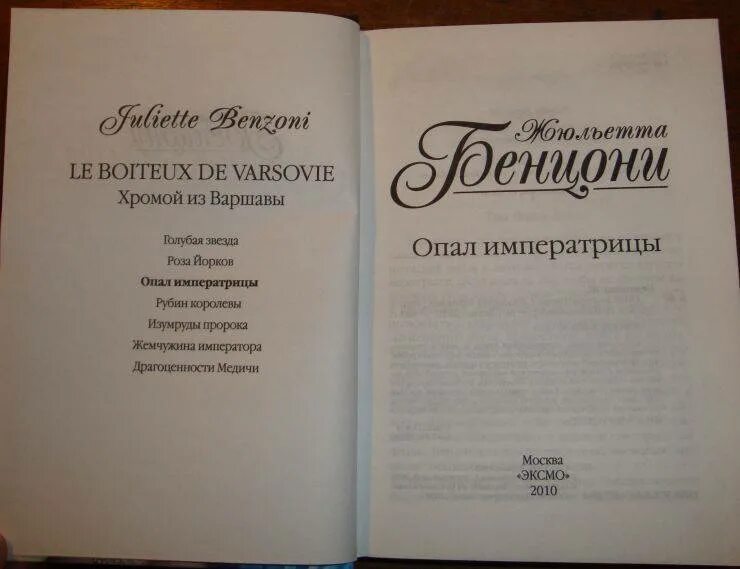 Juliette Benzoni
LE BOITEUX DE VARSOVIE
Хромой из Варшавы
Голубая звезда
Роза Йорков
Опал императрицы
Рубин королевы
Изумруды пророка
Жемчужина императора
Драгоценности Медичи
Жюльетта
Бенцони
Опал императрицы
Москва
«ЭКСМО»
2010